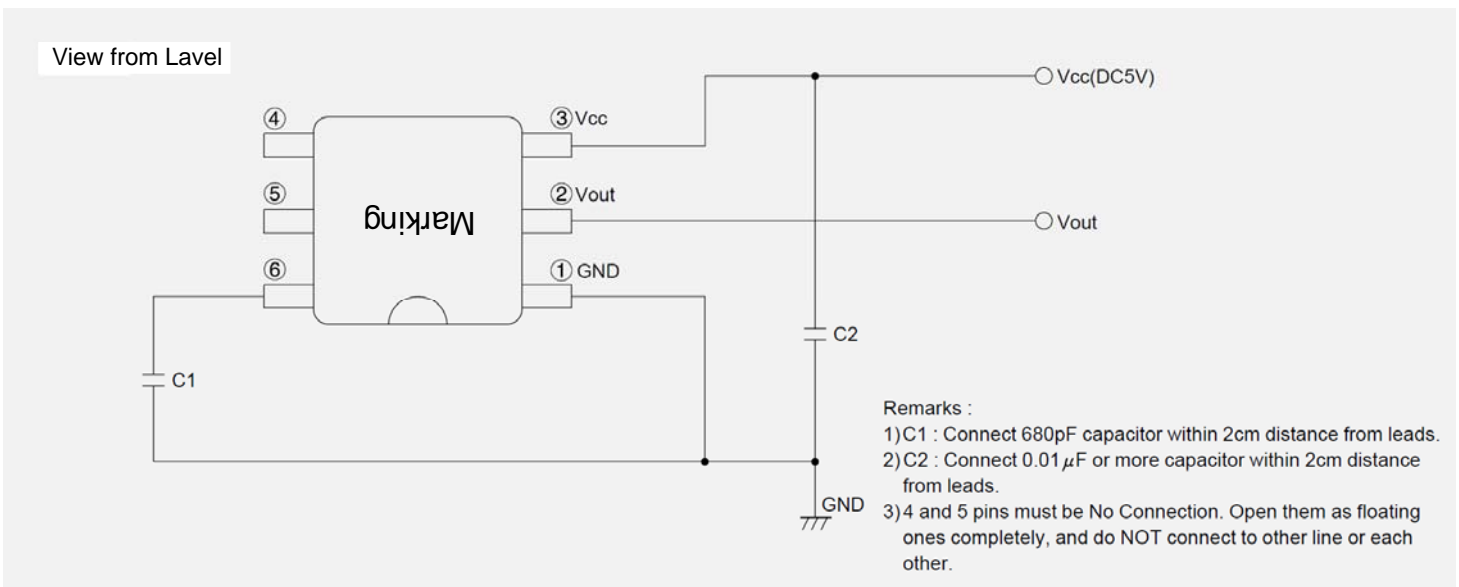 View from Lavel
Vcc(DC5V)
④
③Vcc
⑤
②Vout
Marking
Vout
⑥
①GND
C2
C1
Remarks :
1)C1 : Connect 680pF capacitor within 2cm distance from leads.
2)C2 : Connect 0.01μF or more capacitor within 2cm distance
from leads.
GND
3)4 and 5 pins must be No Connection. Open them as floating
ones completely, and do NOT connect to other line or each
other.